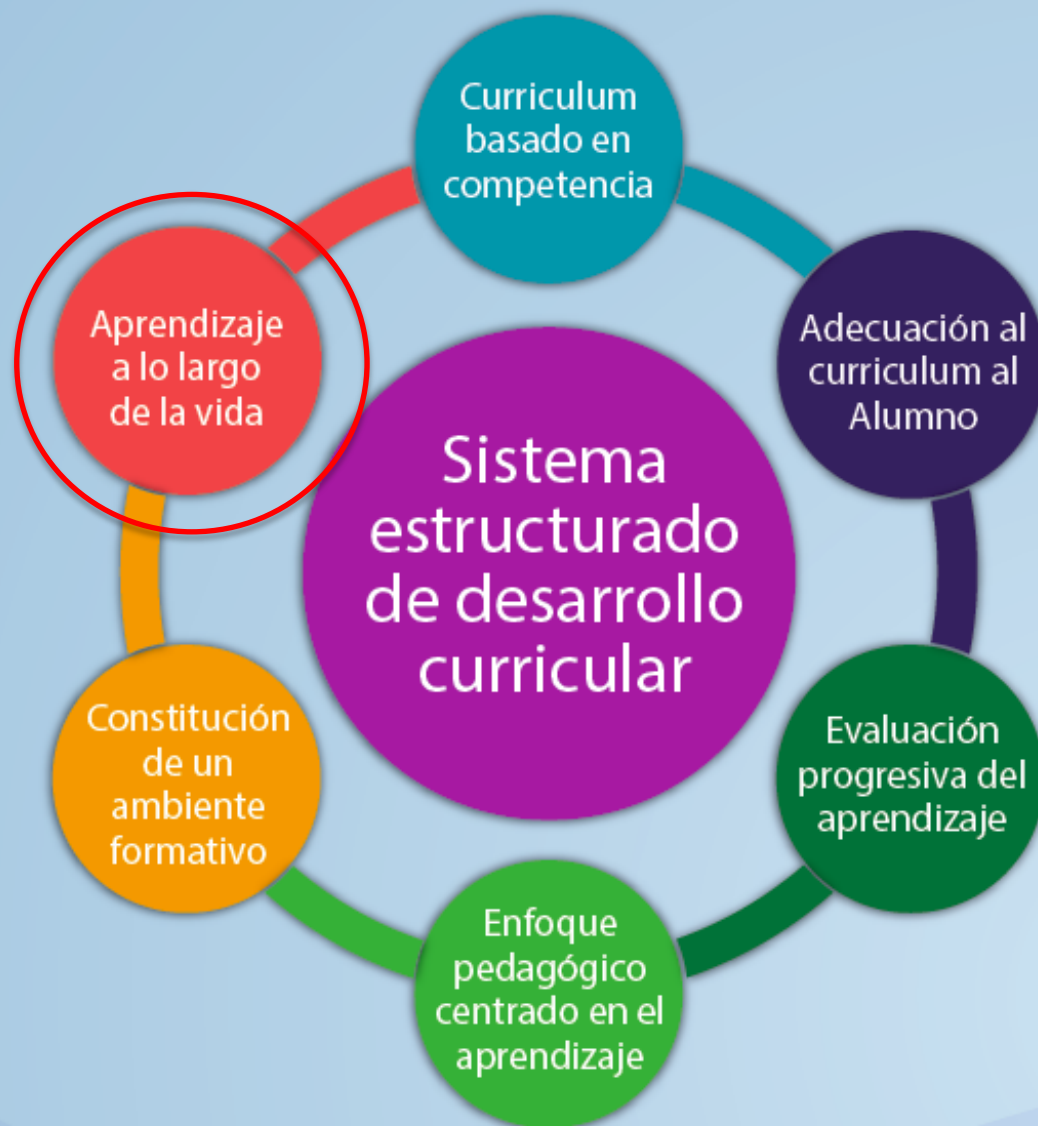 Curriculum
basado en
competencia
Adecuación al
curriculum al
Alumno
Evaluación
progresiva del
aprendizaje
Enfoque
pedagógico
centrado en el
aprendizaje
Constitución
de un
ambiente
formativo
Aprendizaje
a lo largo
de la vida
Sistema
estructurado
de desarrollo
curricular